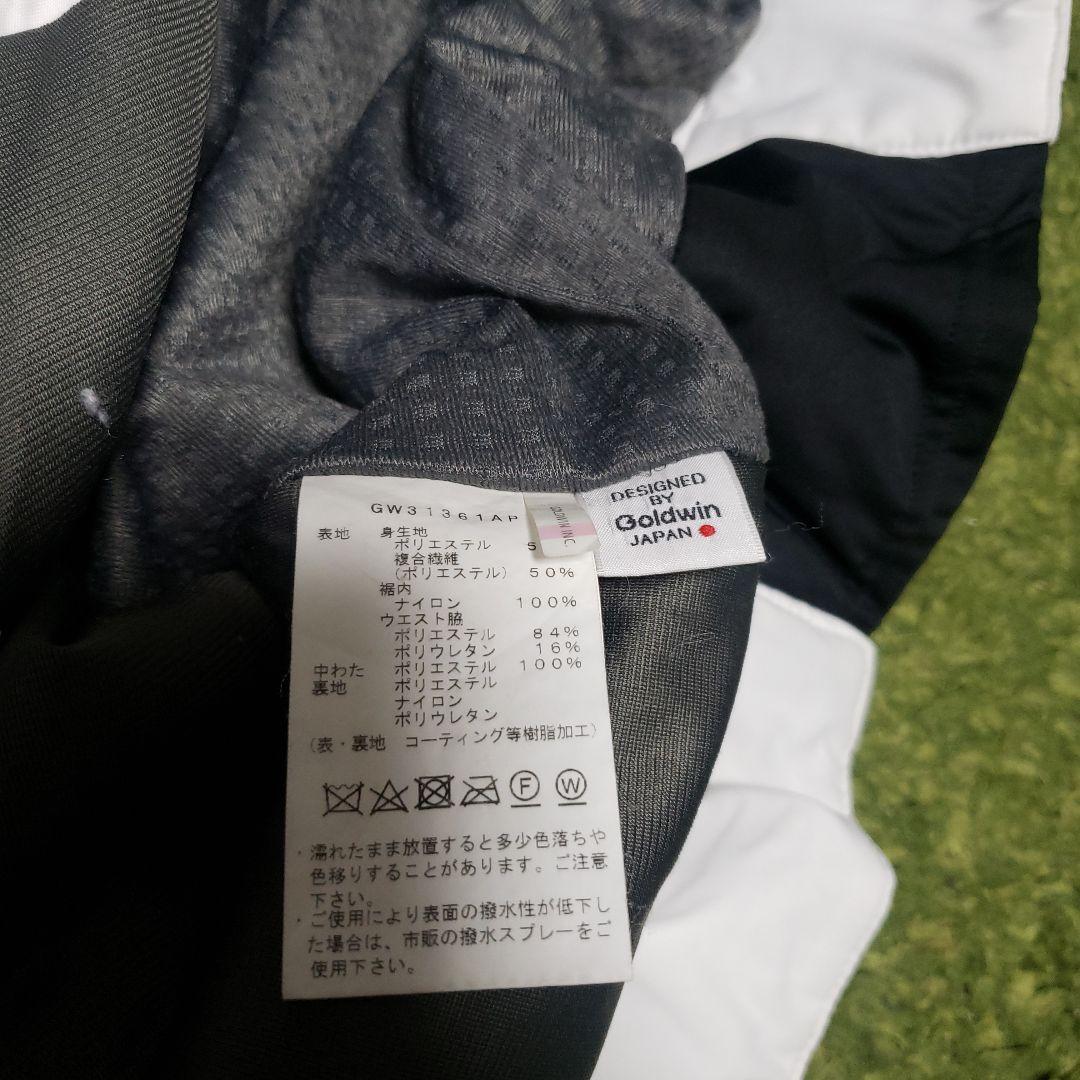 GW31361AP
表地 身生地
ポリエステル 5
複合繊維
(ポリエステル) 50%
裾内
ナイロン 100%
ウエスト脇
ポリエステル 84%
ポリウレタン 16%
中わた ポリエステル 100%
裏地 ポリエステル
ナイロン
ポリウレタン
(表・裏地 コーティング等樹脂加工)
F W
・濡れたまま放置すると多少色落ちや
色移りすることがあります。ご注意
下さい。
・ご使用により表面の撥水性が低下し
た場合は、市販の撥水スプレーをご
使用下さい。
DESIGNED
BY
Goldwin
JAPAN